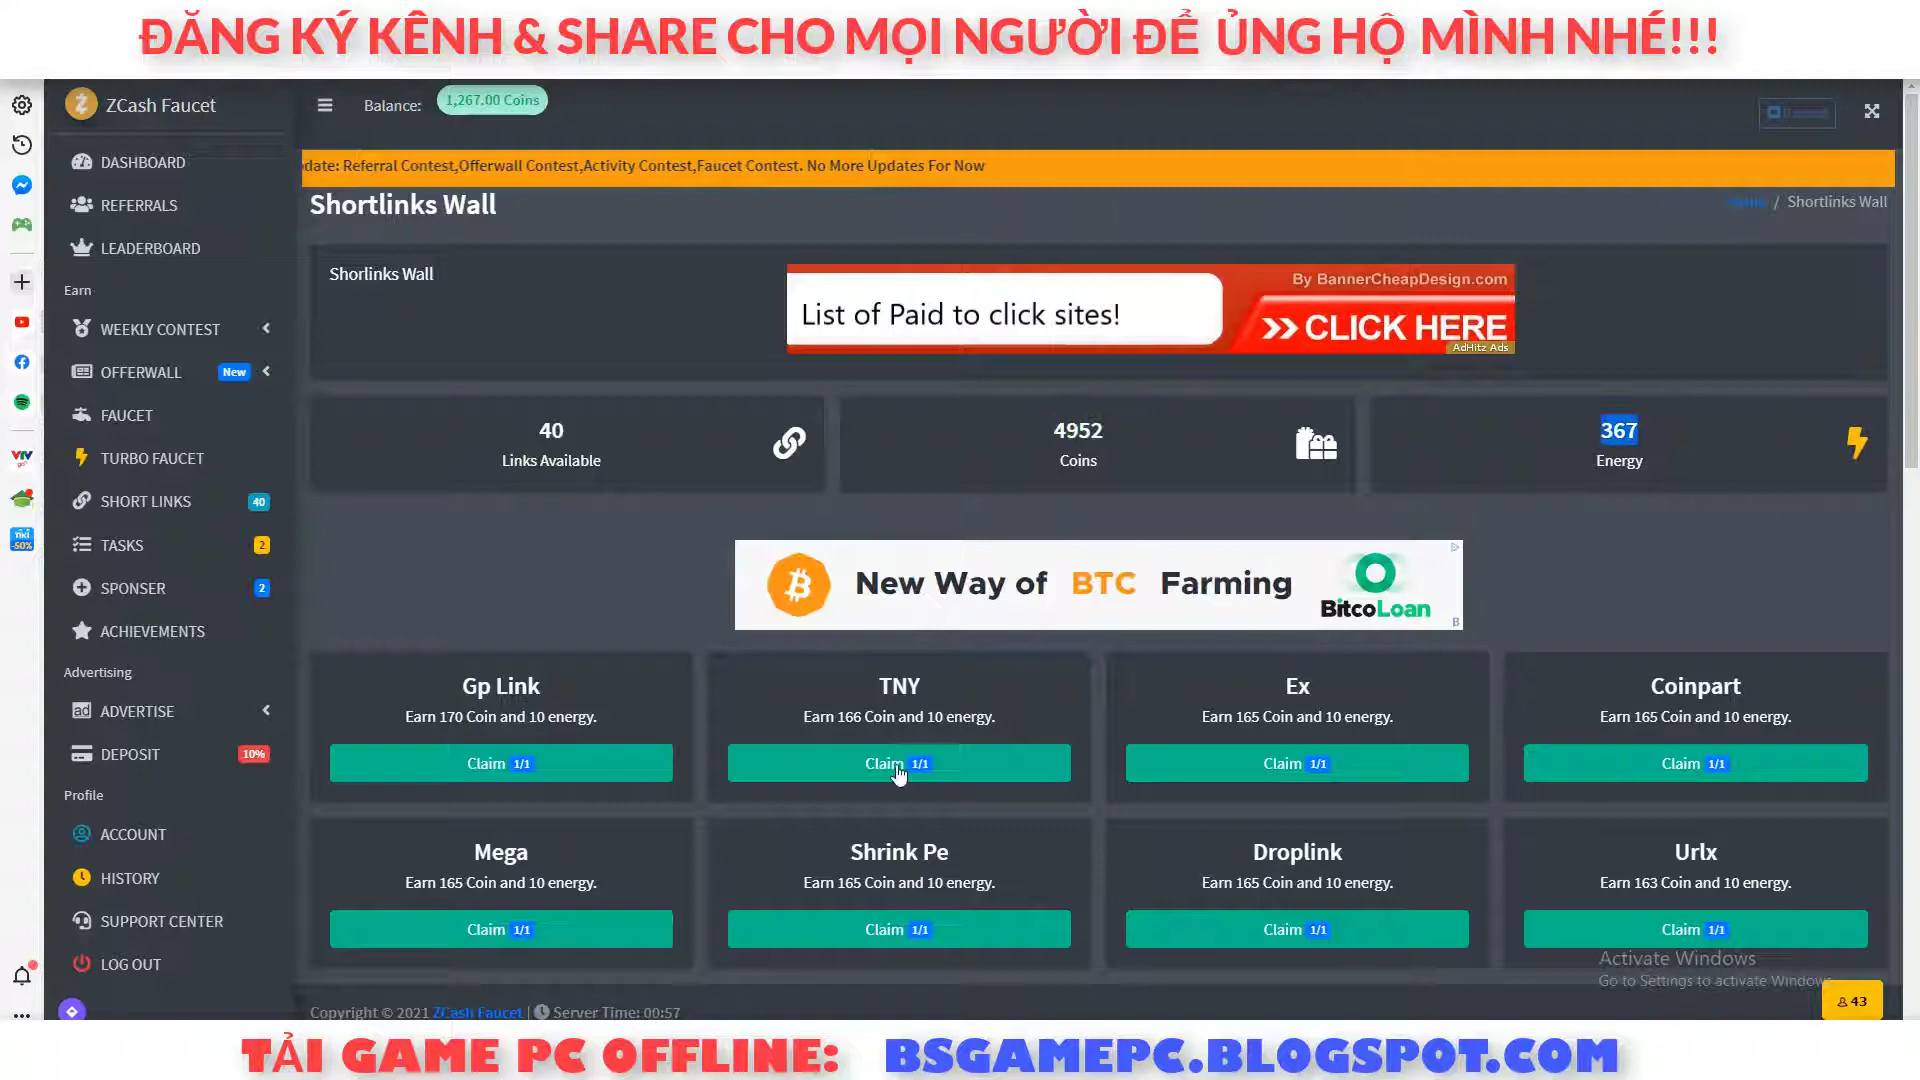 ĐĂNG KÝ KÊNH & SHARE CHO MỌI NGƯỜI ĐỂ ỦNG HỘ MÌNH NHÉ!!!
ZCash Faucet
Balance: 1,267.00 Coins
date: Referral Contest,Offerwall Contest,Activity Contest,Faucet Contest. No More Updates For Now
Shortlinks Wall
Home / Shortlinks Wall
Shorlinks Wall
List of Paid to click sites!
By BannerCheapDesign.com
>> CLICK HERE
AdHitz Ads
40
Links Available
4952
Coins
367
Energy
New Way of BTC Farming
BitcoLoan
Gp Link
Earn 170 Coin and 10 energy.
Claim 1/1
TNY
Earn 166 Coin and 10 energy.
Claim 1/1
Ex
Earn 165 Coin and 10 energy.
Claim 1/1
Coinpart
Earn 165 Coin and 10 energy.
Claim 1/1
Mega
Earn 165 Coin and 10 energy.
Claim 1/1
Shrink Pe
Earn 165 Coin and 10 energy.
Claim 1/1
Droplink
Earn 165 Coin and 10 energy.
Claim 1/1
Urlx
Earn 163 Coin and 10 energy.
Claim 1/1
DASHBOARD
REFERRALS
LEADERBOARD
Earn
WEEKLY CONTEST
OFFERWALL New
FAUCET
TURBO FAUCET
SHORT LINKS 40
TASKS 2
SPONSER 2
ACHIEVEMENTS
Advertising
ADVERTISE
DEPOSIT 10%
Profile
ACCOUNT
HISTORY
SUPPORT CENTER
LOG OUT
VTV
go
TIKI
-50%
Activate Windows
Go to Settings to activate Windows.
43
Copyright © 2021 ZCash Faucet | Server Time: 00:57
TẢI GAME PC OFFLINE: BSGAMEPC.BLOGSPOT.COM